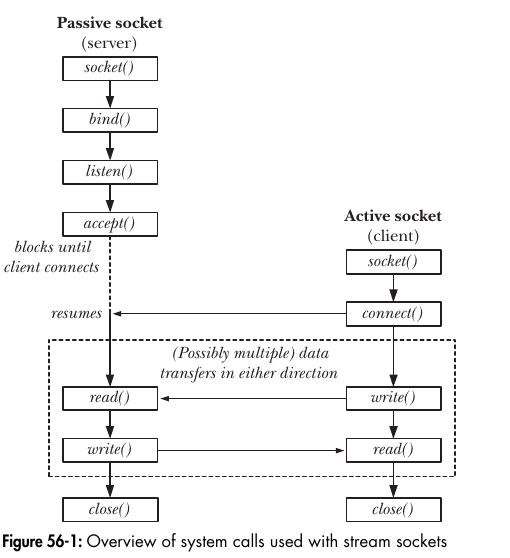 Passive socket
(server)
socket()
bind()
listen()
accept()
blocks until
client connects
Active socket
(client)
socket()
resumes
connect()
(Possibly multiple) data
transfers in either direction
read()
write()
write()
read()
close()
close()
Figure 56-1: Overview of system calls used with stream sockets